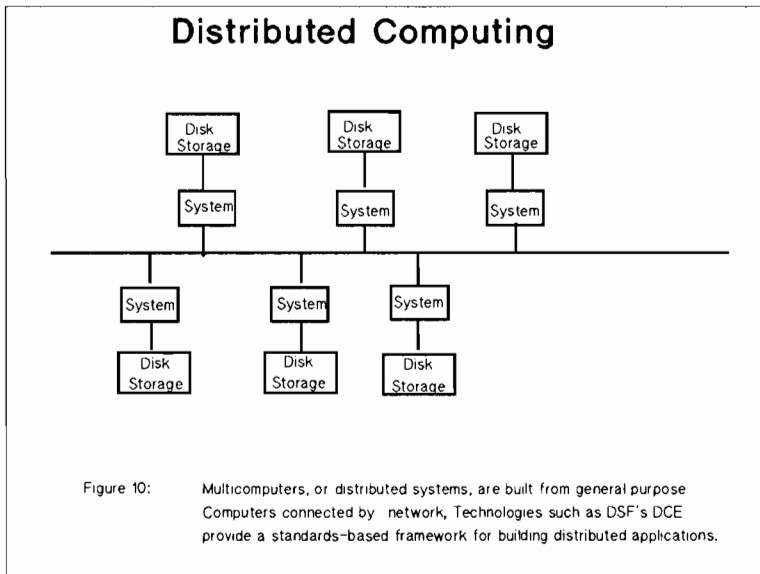 Distributed Computing
Disk Storage
Disk Storage
Disk Storage
System
System
System
System
System
System
Disk Storage
Disk Storage
Disk Storage
Figure 10: Multicomputers, or distributed systems, are built from general purpose
Computers connected by network, Technologies such as DSF's DCE
provide a standards-based framework for building distributed applications.